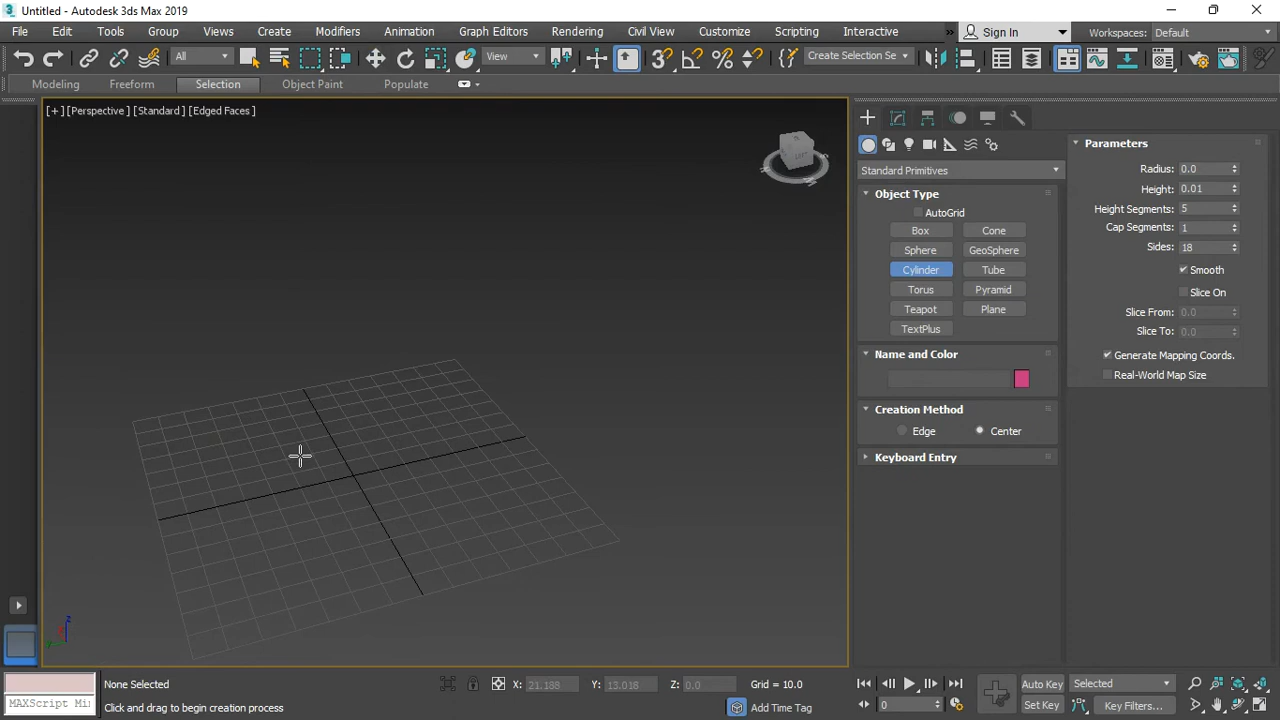 Untitled - Autodesk 3ds Max 2019
File Edit Tools Group Views Create Modifiers Animation Graph Editors Rendering Civil View Customize Scripting Interactive Sign In Workspaces: Default
All View Create Selection Se
Modeling Freeform Selection Object Paint Populate
[+] [Perspective] [Standard] [Edged Faces]
Standard Primitives
Object Type
AutoGrid
Box Cone
Sphere GeoSphere
Cylinder Tube
Torus Pyramid
Teapot Plane
TextPlus
Name and Color
Creation Method
Edge Center
Keyboard Entry
Parameters
Radius: 0.0
Height: 0.01
Height Segments: 5
Cap Segments: 1
Sides: 18
Smooth
Slice On
Slice From: 0.0
Slice To: 0.0
Generate Mapping Coords.
Real-World Map Size
None Selected X: 21.188 Y: 13.018 Z: 0.0 Grid = 10.0 Auto Key Selected
MAXScript Mi Click and drag to begin creation process Add Time Tag 0 Set Key Key Filters...